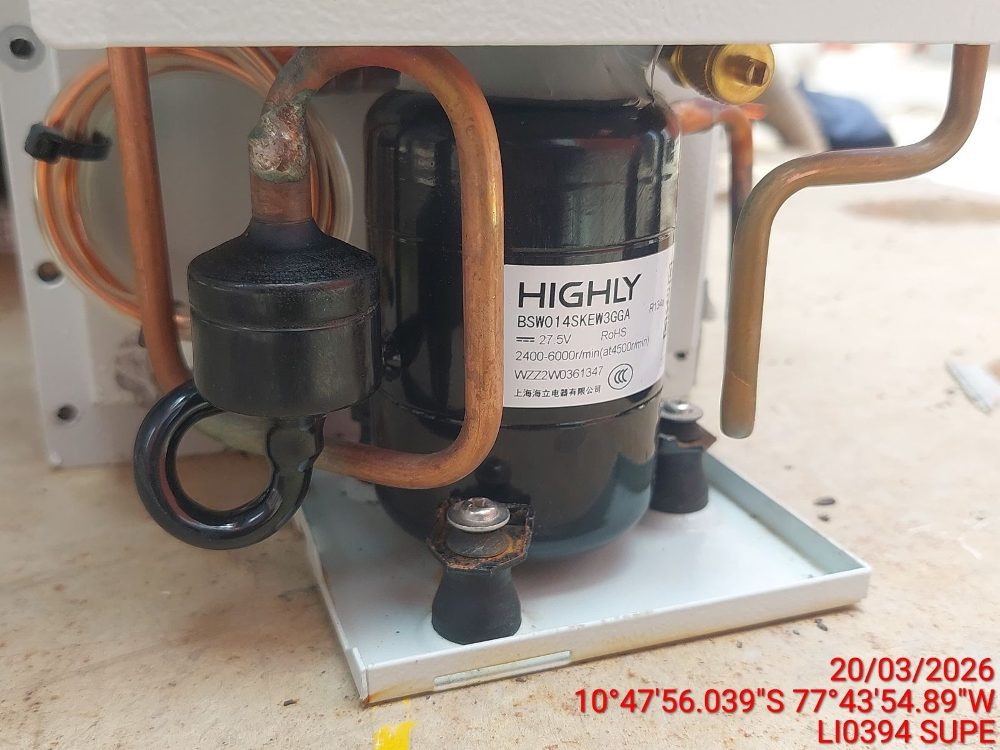 HIGHLY
BSW014SKEW3GGA
R134a
27.5V RoHS
2400-6000r/min(at4500r/min)
WZZ2W0361347
上海海立电器有限公司
20/03/2026
10°47'56.039"S 77°43'54.89"W
LI0394 SUPE